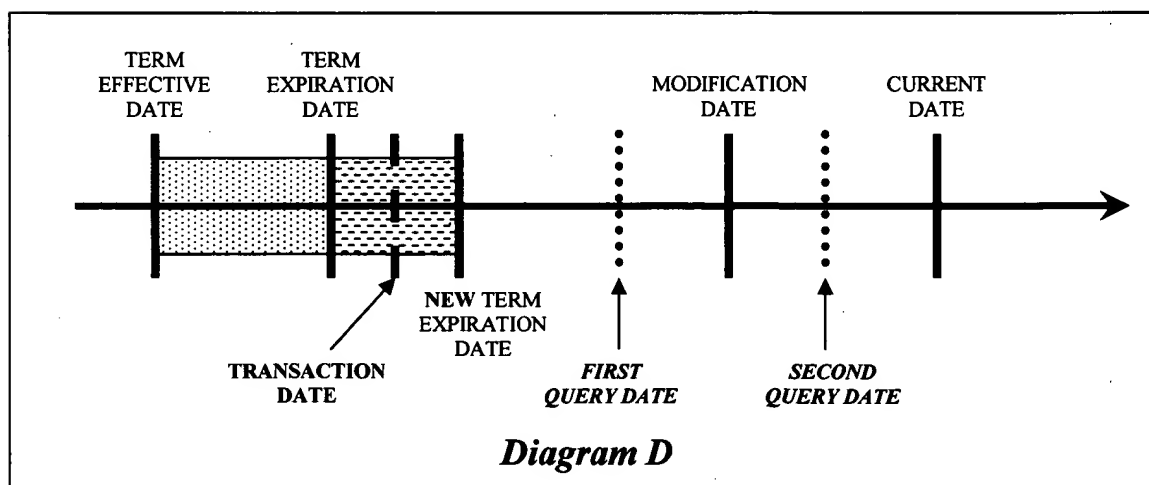 TERM
EFFECTIVE
DATE
TERM
EXPIRATION
DATE
MODIFICATION
DATE
CURRENT
DATE
NEW TERM
EXPIRATION
DATE
TRANSACTION
DATE
FIRST
QUERY DATE
SECOND
QUERY DATE
Diagram D